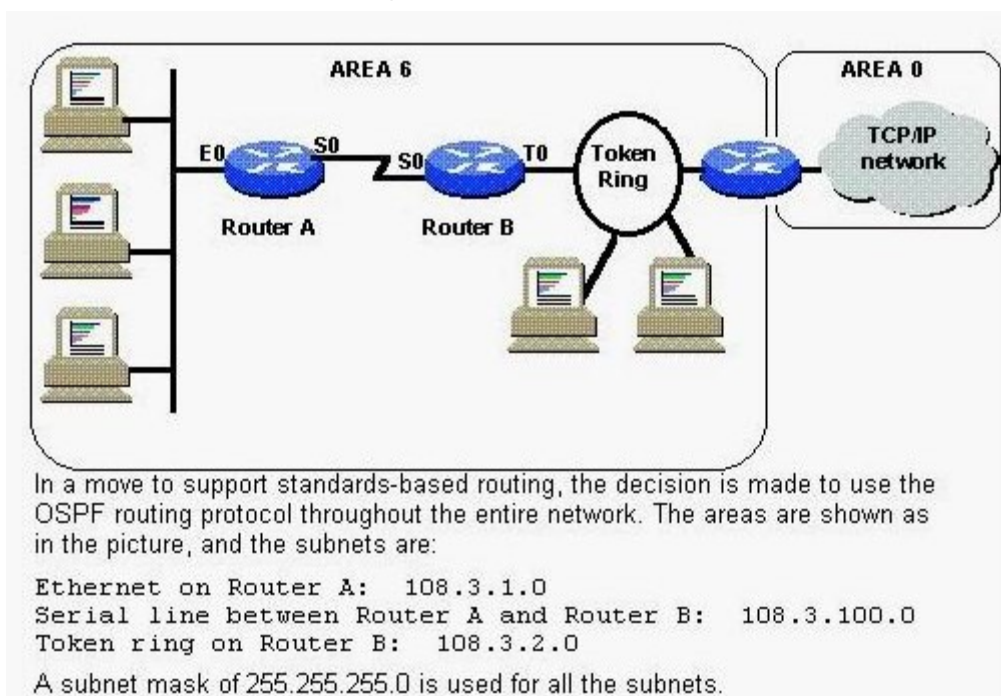 AREA 6
AREA 0
E0
S0
S0
T0
Token
Ring
TCP/IP
network
Router A
Router B
In a move to support standards-based routing, the decision is made to use the
OSPF routing protocol throughout the entire network. The areas are shown as
in the picture, and the subnets are:
Ethernet on Router A: 108.3.1.0
Serial line between Router A and Router B: 108.3.100.0
Token ring on Router B: 108.3.2.0
A subnet mask of 255.255.255.0 is used for all the subnets.